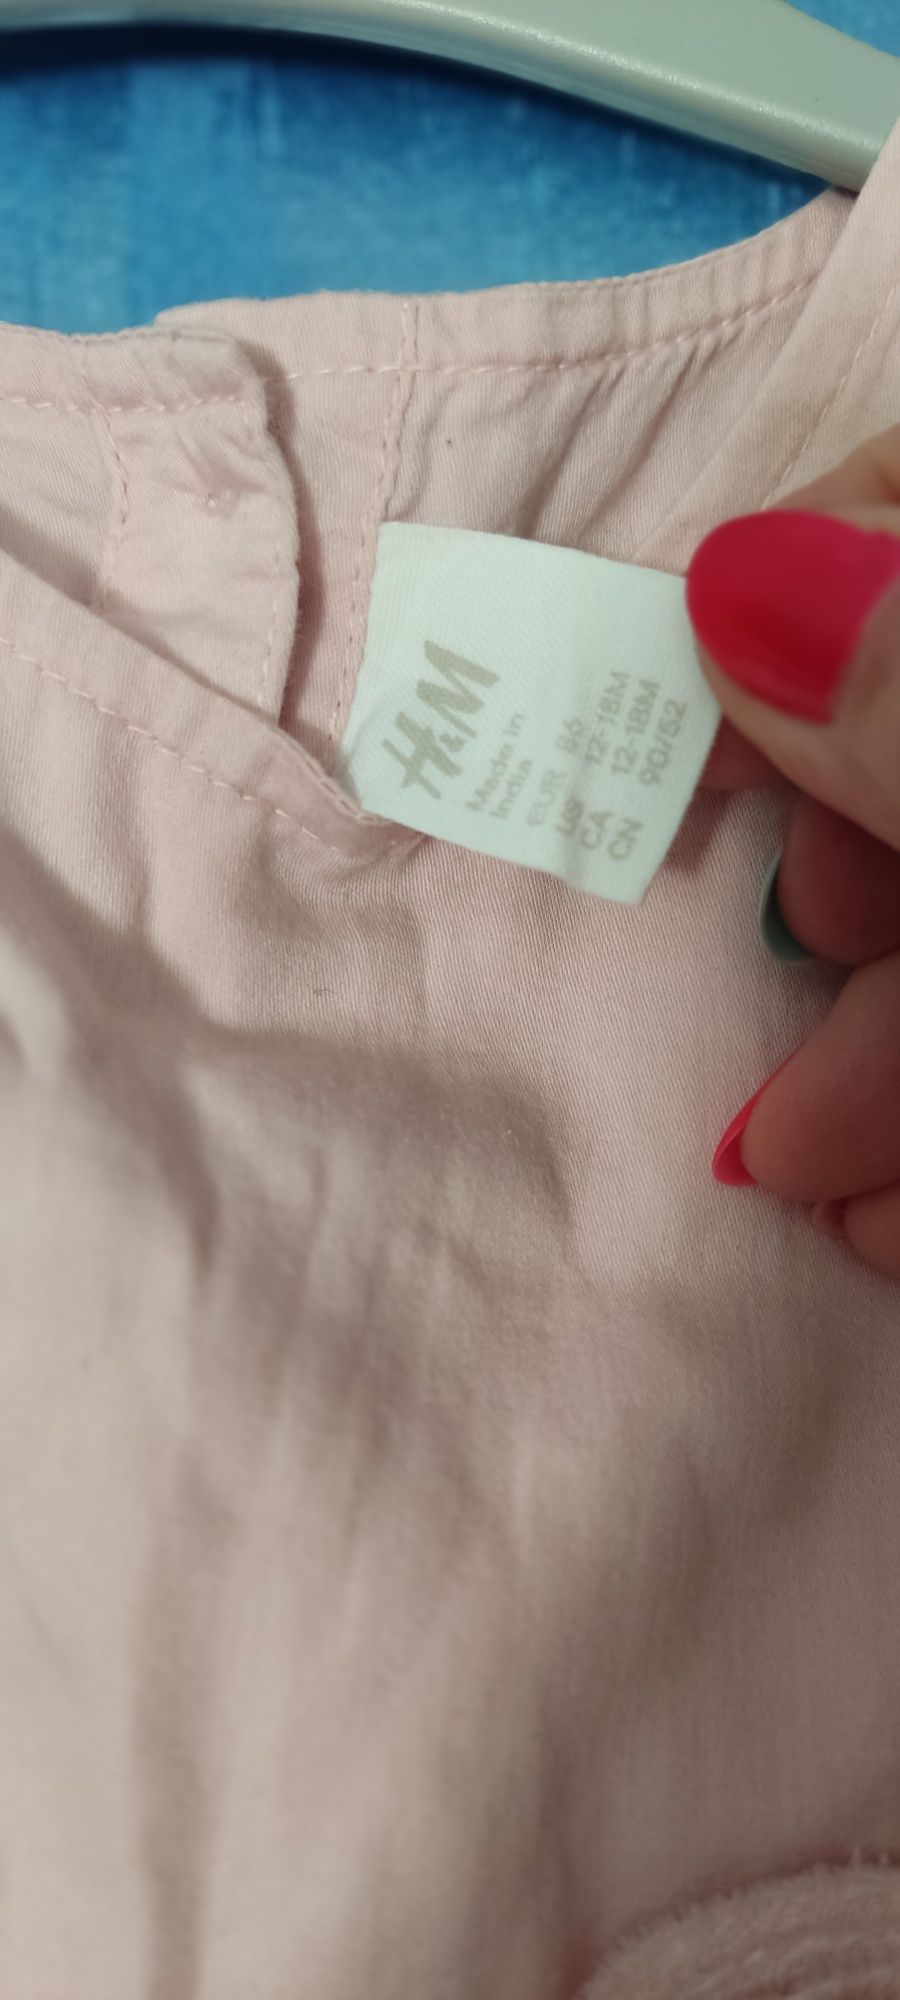 H&M
Made in
India
EUR 86
US 12-18M
CA 12-18M
CN 90/52